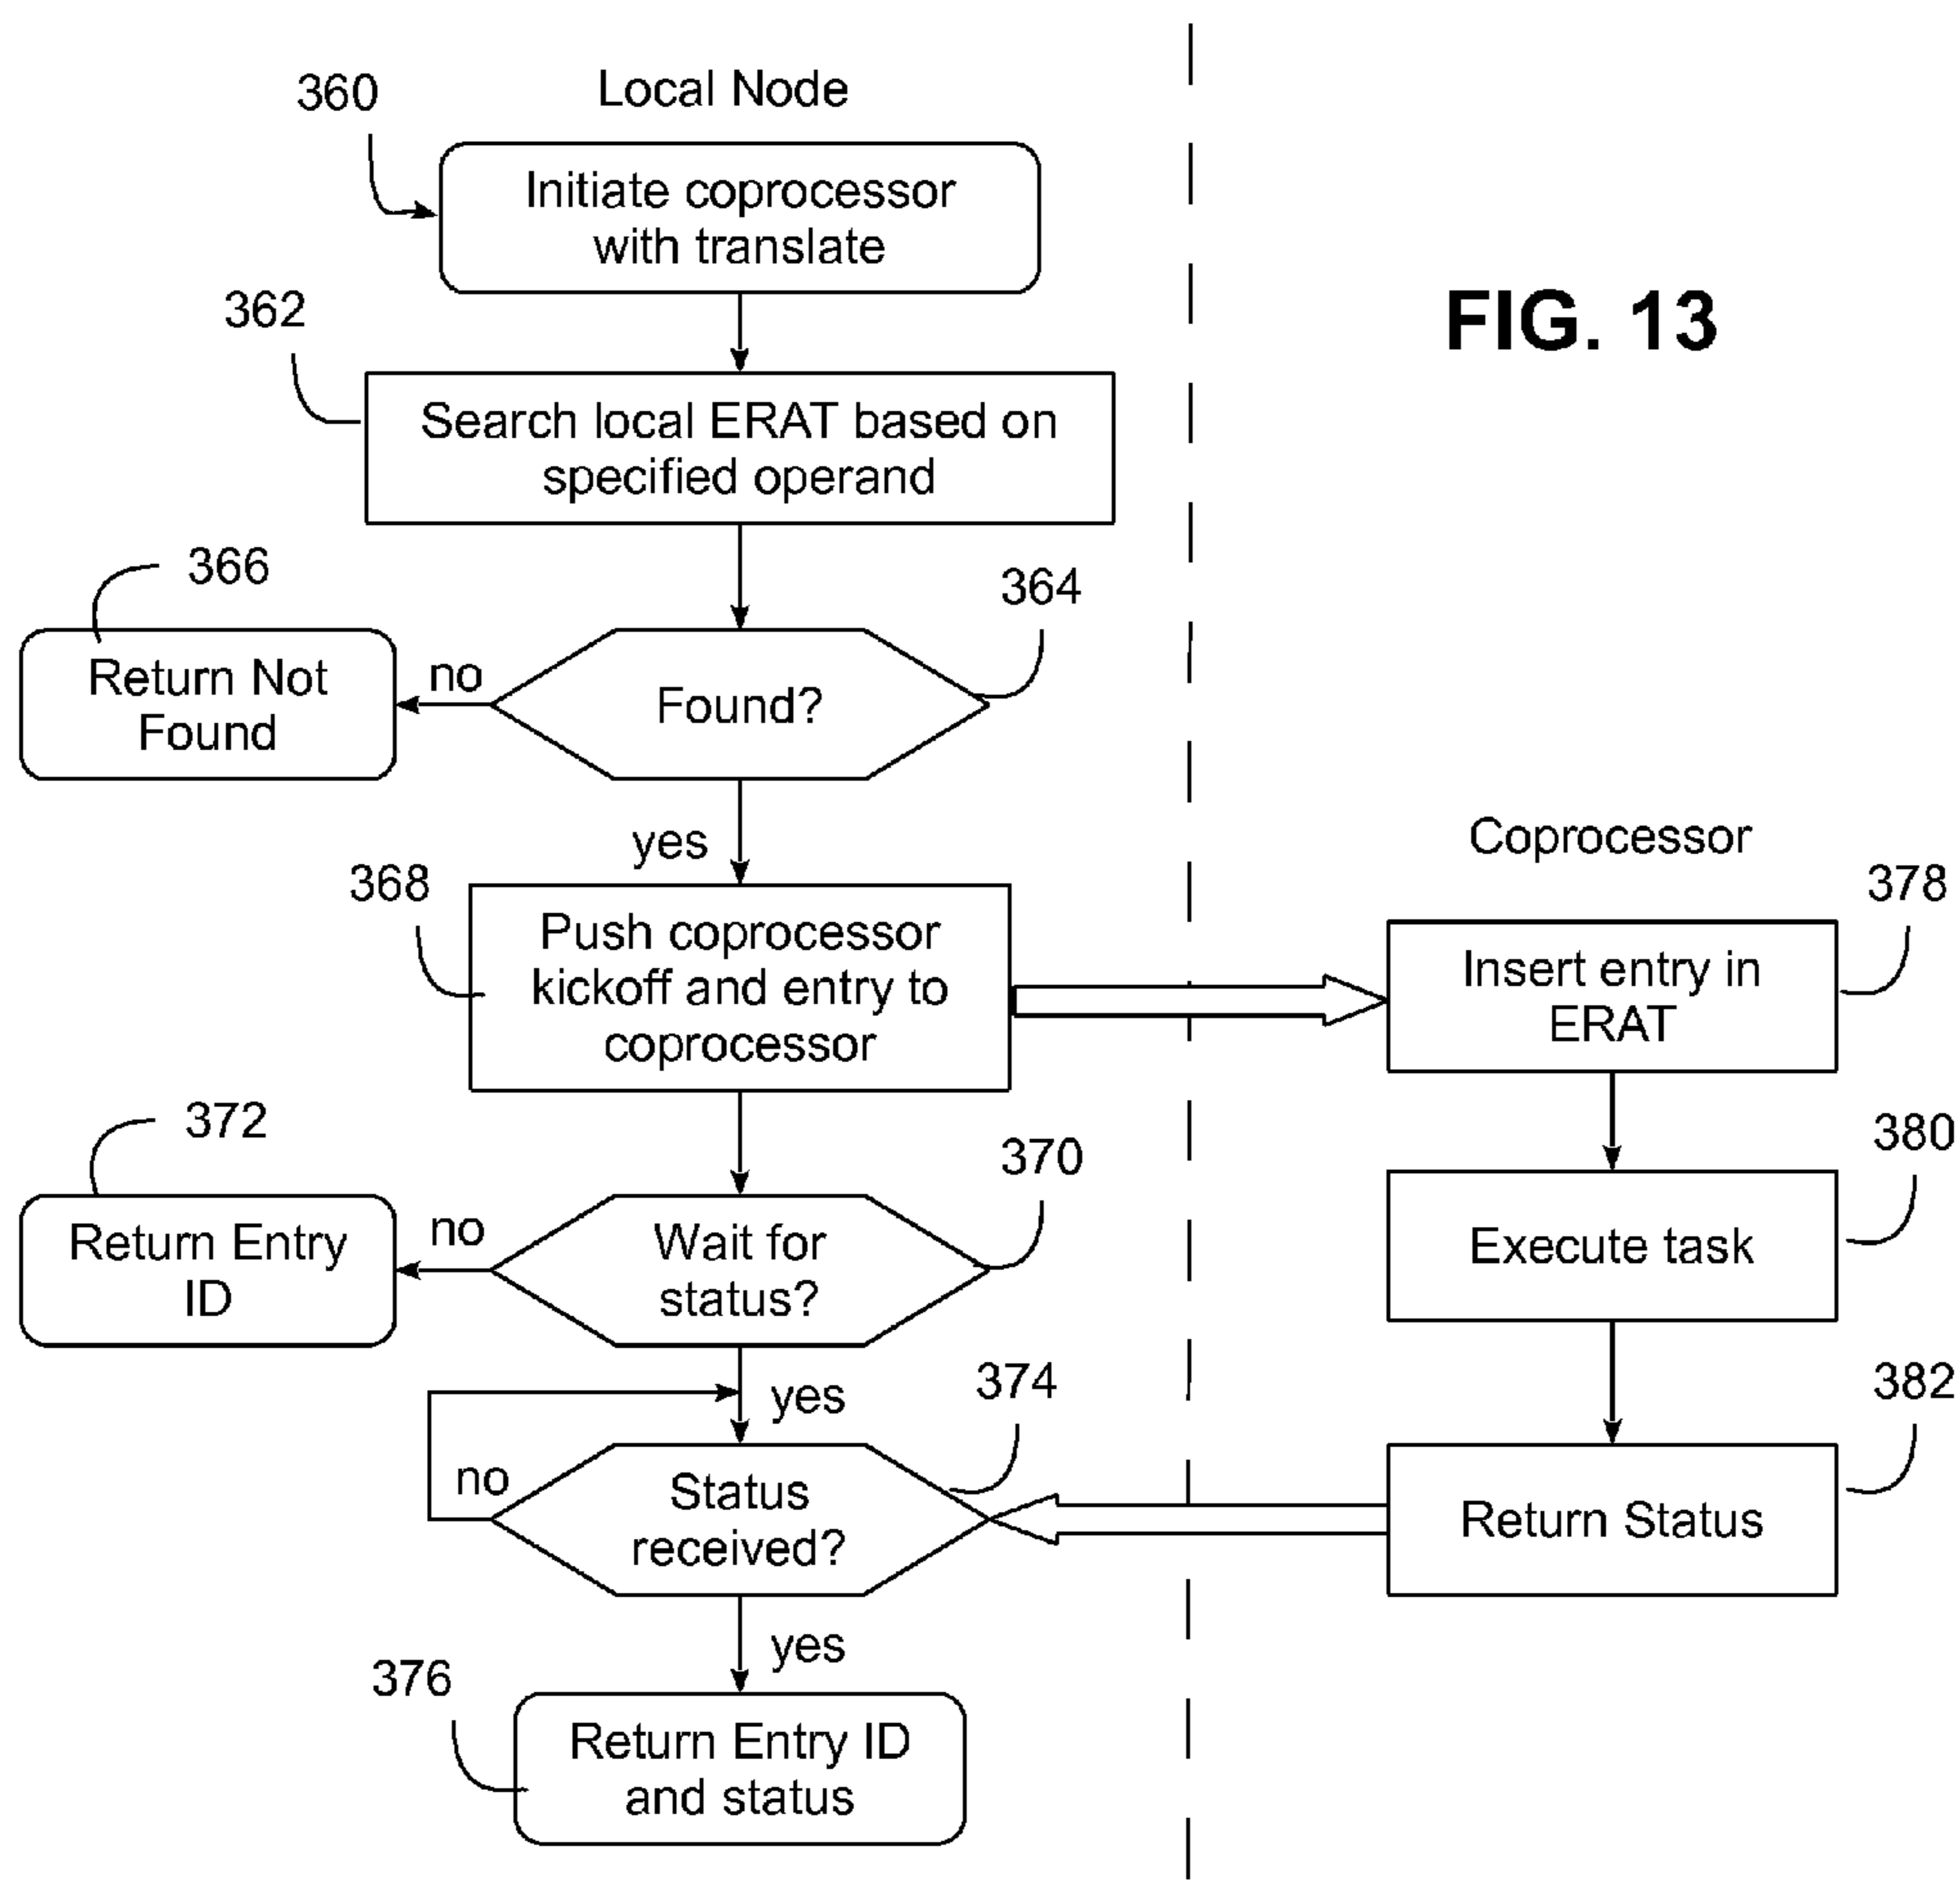 Local Node
360
Initiate coprocessor
with translate
362
FIG. 13
Search local ERAT based on
specified operand
366
364
Return Not
Found
no
Found?
yes
Coprocessor
368
378
Push coprocessor
kickoff and entry to
coprocessor
Insert entry in
ERAT
372
370
380
Return Entry
ID
no
Wait for
status?
Execute task
yes
374
382
no
Status
received?
Return Status
yes
376
Return Entry ID
and status